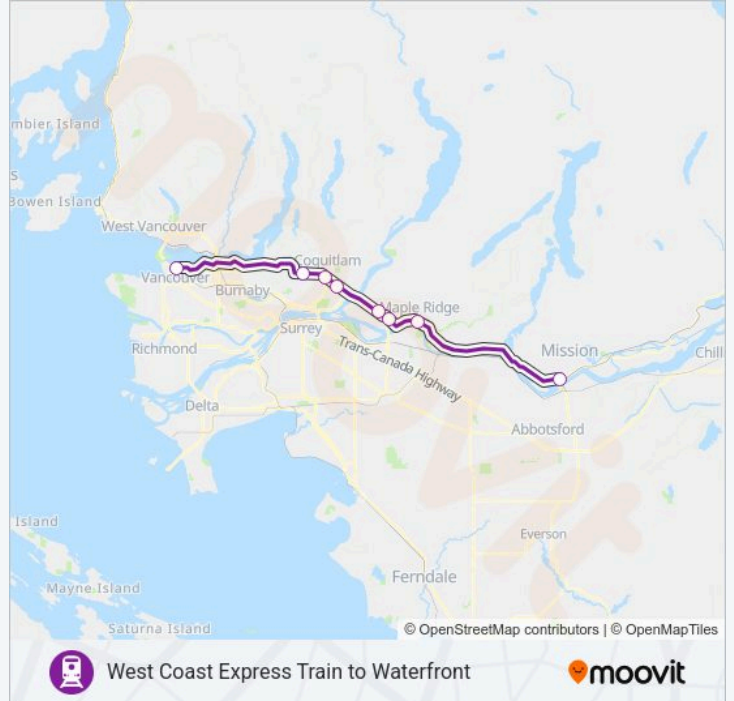 mbier Island
S
Bowen Island
West Vancouver
Coquitlam
Vancouver
Burnaby
Maple Ridge
Surrey
Richmond
Trans-Canada Highway
Mission
Chill
Delta
Abbotsford
Island
Everson
Mayne Island
Ferndale
Saturna Island
© OpenStreetMap contributors | © OpenMapTiles
West Coast Express Train to Waterfront
moovit